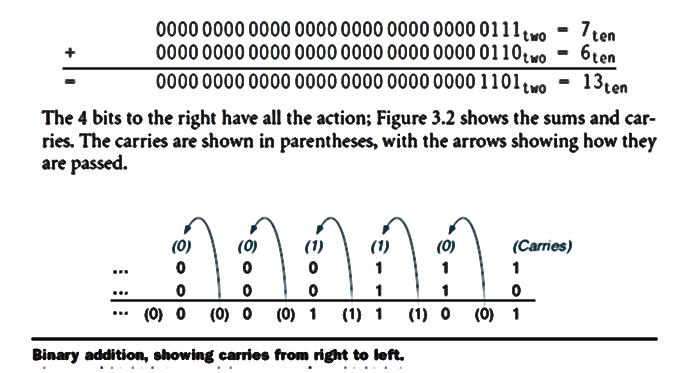 0000 0000 0000 0000 0000 0000 0000 0111two = 7ten
+ 0000 0000 0000 0000 0000 0000 0000 0110two = 6ten
= 0000 0000 0000 0000 0000 0000 0000 1101two = 13ten
The 4 bits to the right have all the action; Figure 3.2 shows the sums and car-
ries. The carries are shown in parentheses, with the arrows showing how they
are passed.
(0) (0) (1) (1) (0) (Carries)
... 0 0 0 1 1 1
... 0 0 0 1 1 0
... (0) 0 (0) 0 (0) 1 (1) 1 (1) 0 (0) 1
Binary addition, showing carries from right to left.